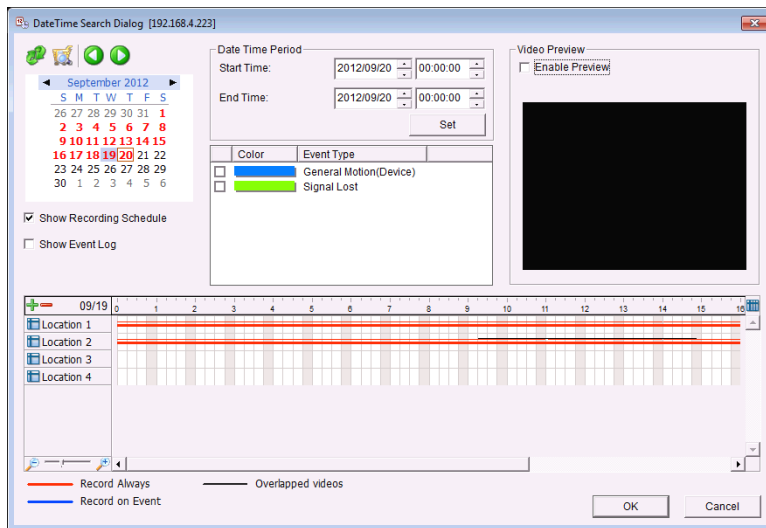 DateTime Search Dialog [192.168.4.223]
Date Time Period
Start Time: 2012/09/20 00:00:00
End Time: 2012/09/20 00:00:00
Set
Video Preview
Enable Preview
September 2012
S M T W T F S
26 27 28 29 30 31 1
2 3 4 5 6 7 8
9 10 11 12 13 14 15
16 17 18 19 20 21 22
23 24 25 26 27 28 29
30 1 2 3 4 5 6
Show Recording Schedule
Show Event Log
Color Event Type
General Motion(Device)
Signal Lost
09/19 0 1 2 3 4 5 6 7 8 9 10 11 12 13 14 15 16
Location 1
Location 2
Location 3
Location 4
Record Always Overlapped videos
Record on Event
OK Cancel